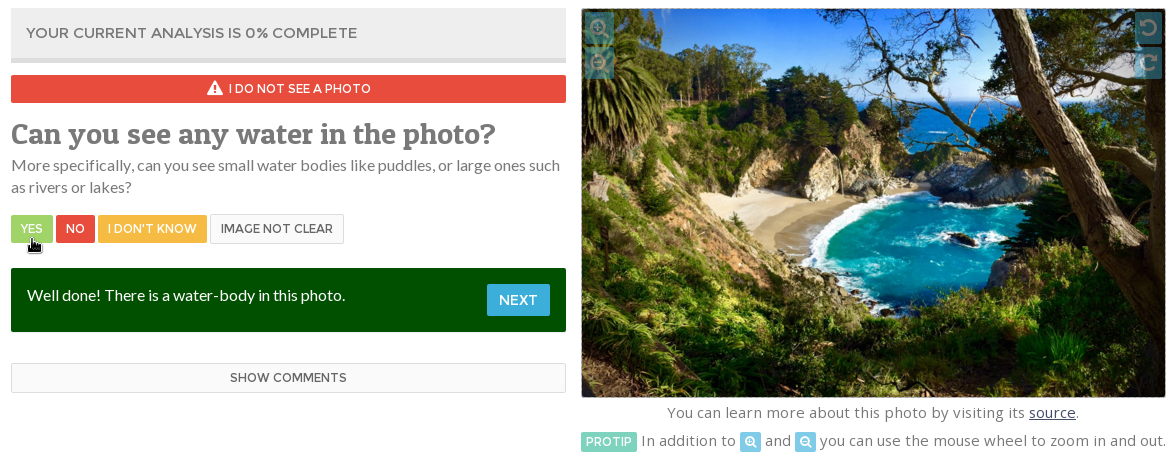 YOUR CURRENT ANALYSIS IS 0% COMPLETE
I DO NOT SEE A PHOTO
Can you see any water in the photo?
More specifically, can you see small water bodies like puddles, or large ones such
as rivers or lakes?
YES NO I DON'T KNOW IMAGE NOT CLEAR
Well done! There is a water-body in this photo. NEXT
SHOW COMMENTS
You can learn more about this photo by visiting its source.
PROTIP In addition to and you can use the mouse wheel to zoom in and out.